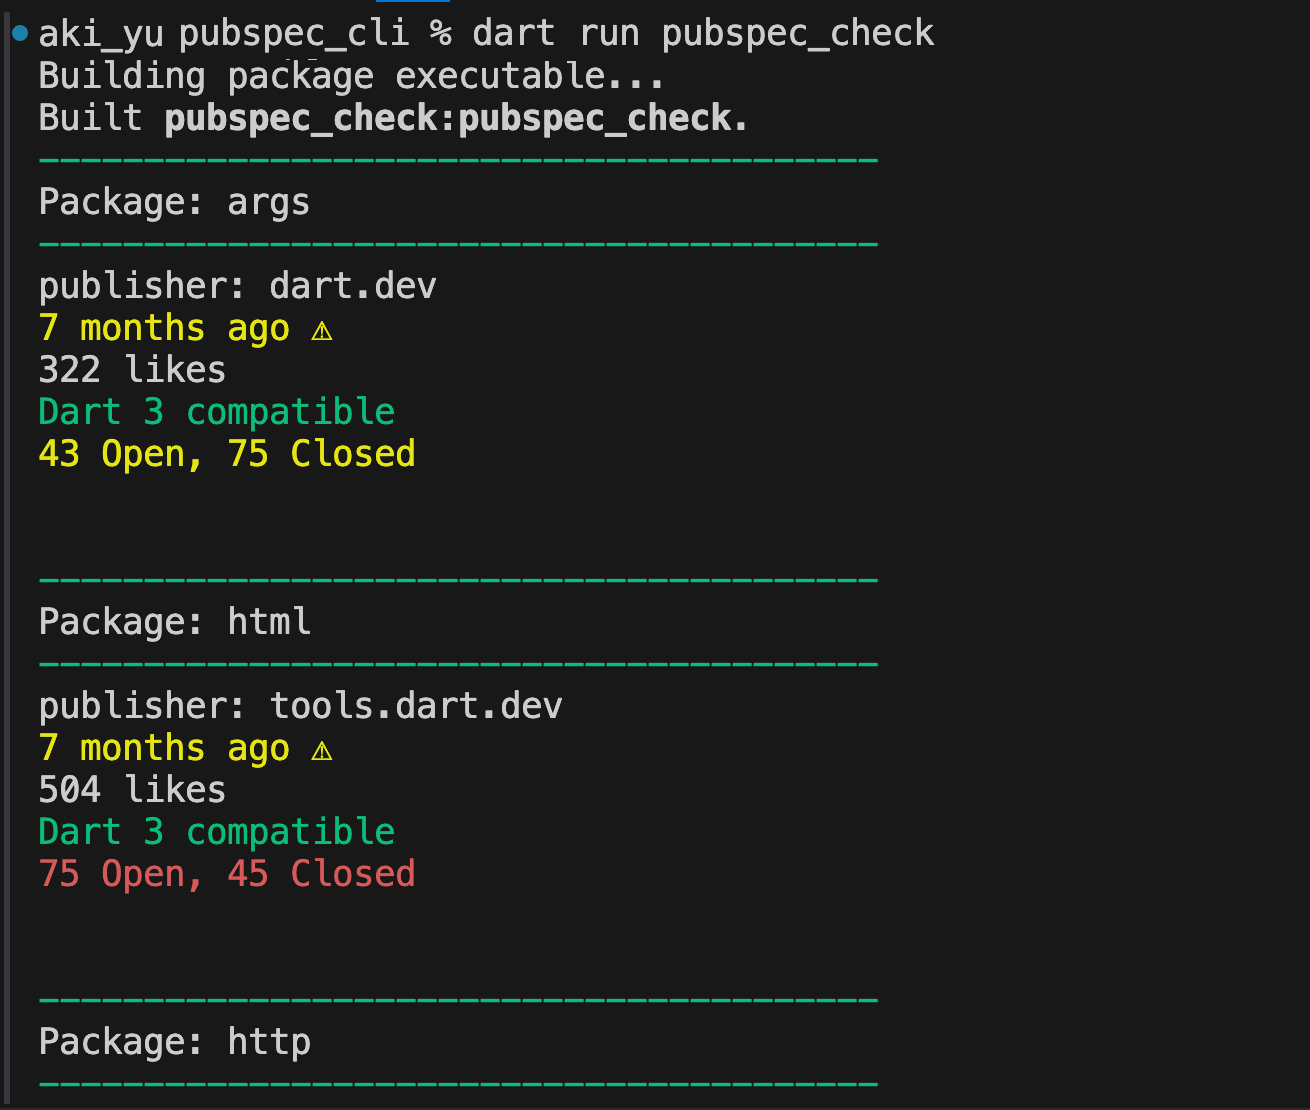 aki_yu pubspec_cli % dart run pubspec_check
Building package executable...
Built pubspec_check:pubspec_check.
----------------------------------------
Package: args
----------------------------------------
publisher: dart.dev
7 months ago ⚠
322 likes
Dart 3 compatible
43 Open, 75 Closed
----------------------------------------
Package: html
----------------------------------------
publisher: tools.dart.dev
7 months ago ⚠
504 likes
Dart 3 compatible
75 Open, 45 Closed
----------------------------------------
Package: http
----------------------------------------